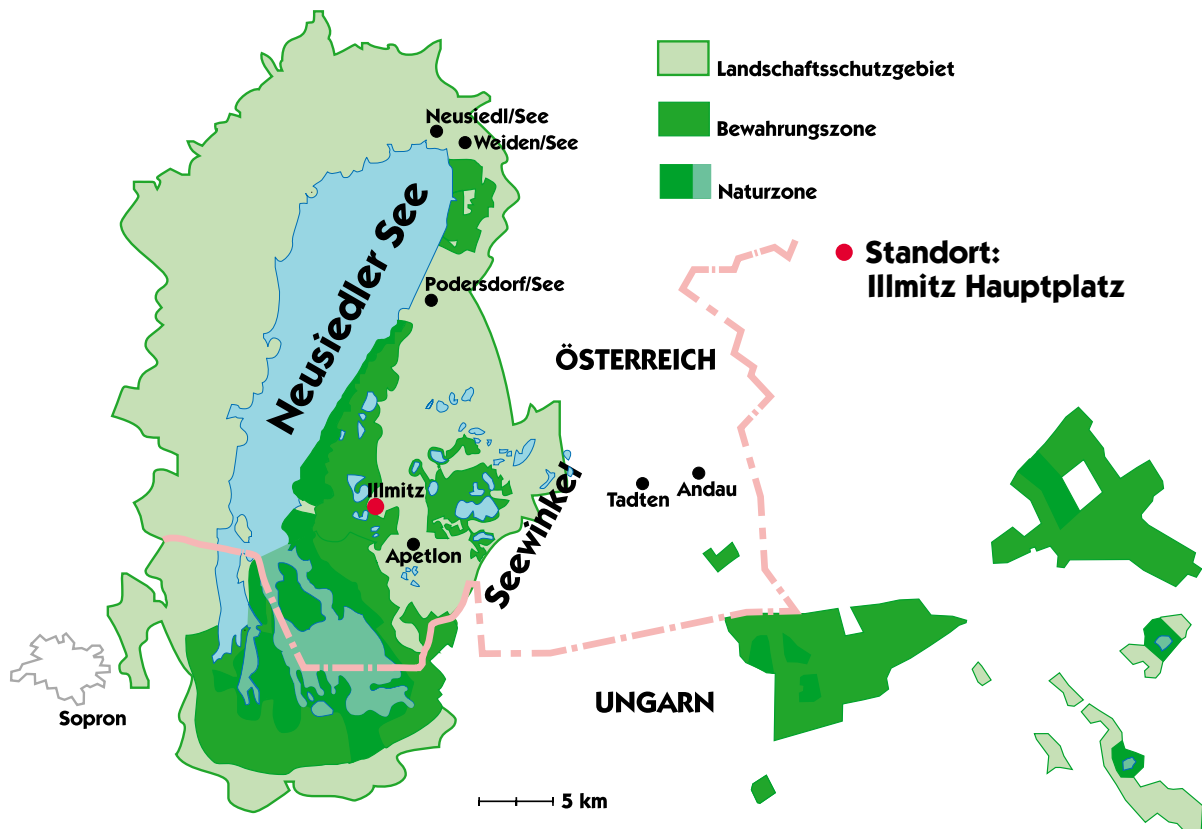 Landschaftsschutzgebiet
Neusiedl/See
Bewahrungszone
Weiden/See
Naturzone
Neusiedler See
Standort:
Illmitz Hauptplatz
Podersdorf/See
ÖSTERREICH
Illmitz
Tadten
Andau
Seewinkel
Apetlon
Sopron
UNGARN
5 km